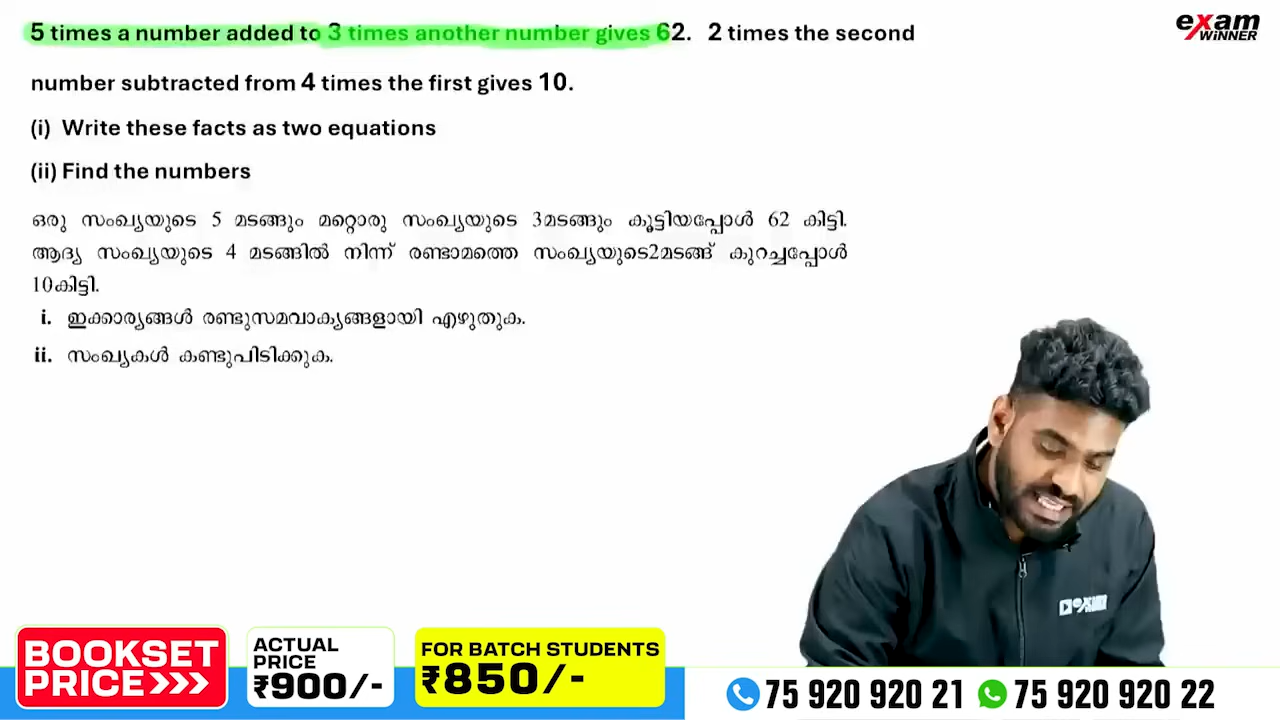 5 times a number added to 3 times another number gives 62. 2 times the second
number subtracted from 4 times the first gives 10.
(i) Write these facts as two equations
(ii) Find the numbers
ഒരു സംഖ്യയുടെ 5 മടങ്ങും മറ്റൊരു സംഖ്യയുടെ 3മടങ്ങും കൂട്ടിയപ്പോൾ 62 കിട്ടി.
ആദ്യ സംഖ്യയുടെ 4 മടങ്ങിൽ നിന്ന് രണ്ടാമത്തെ സംഖ്യയുടെ2മടങ്ങ് കുറച്ചപ്പോൾ
10കിട്ടി.
i. ഇക്കാര്യങ്ങൾ രണ്ടുസമവാക്യങ്ങളായി എഴുതുക.
ii. സംഖ്യകൾ കണ്ടുപിടിക്കുക.
exam
WiNNER
BOOKSET
PRICE
ACTUAL
PRICE
₹900/-
FOR BATCH STUDENTS
₹850/-
75 920 920 21
75 920 920 22